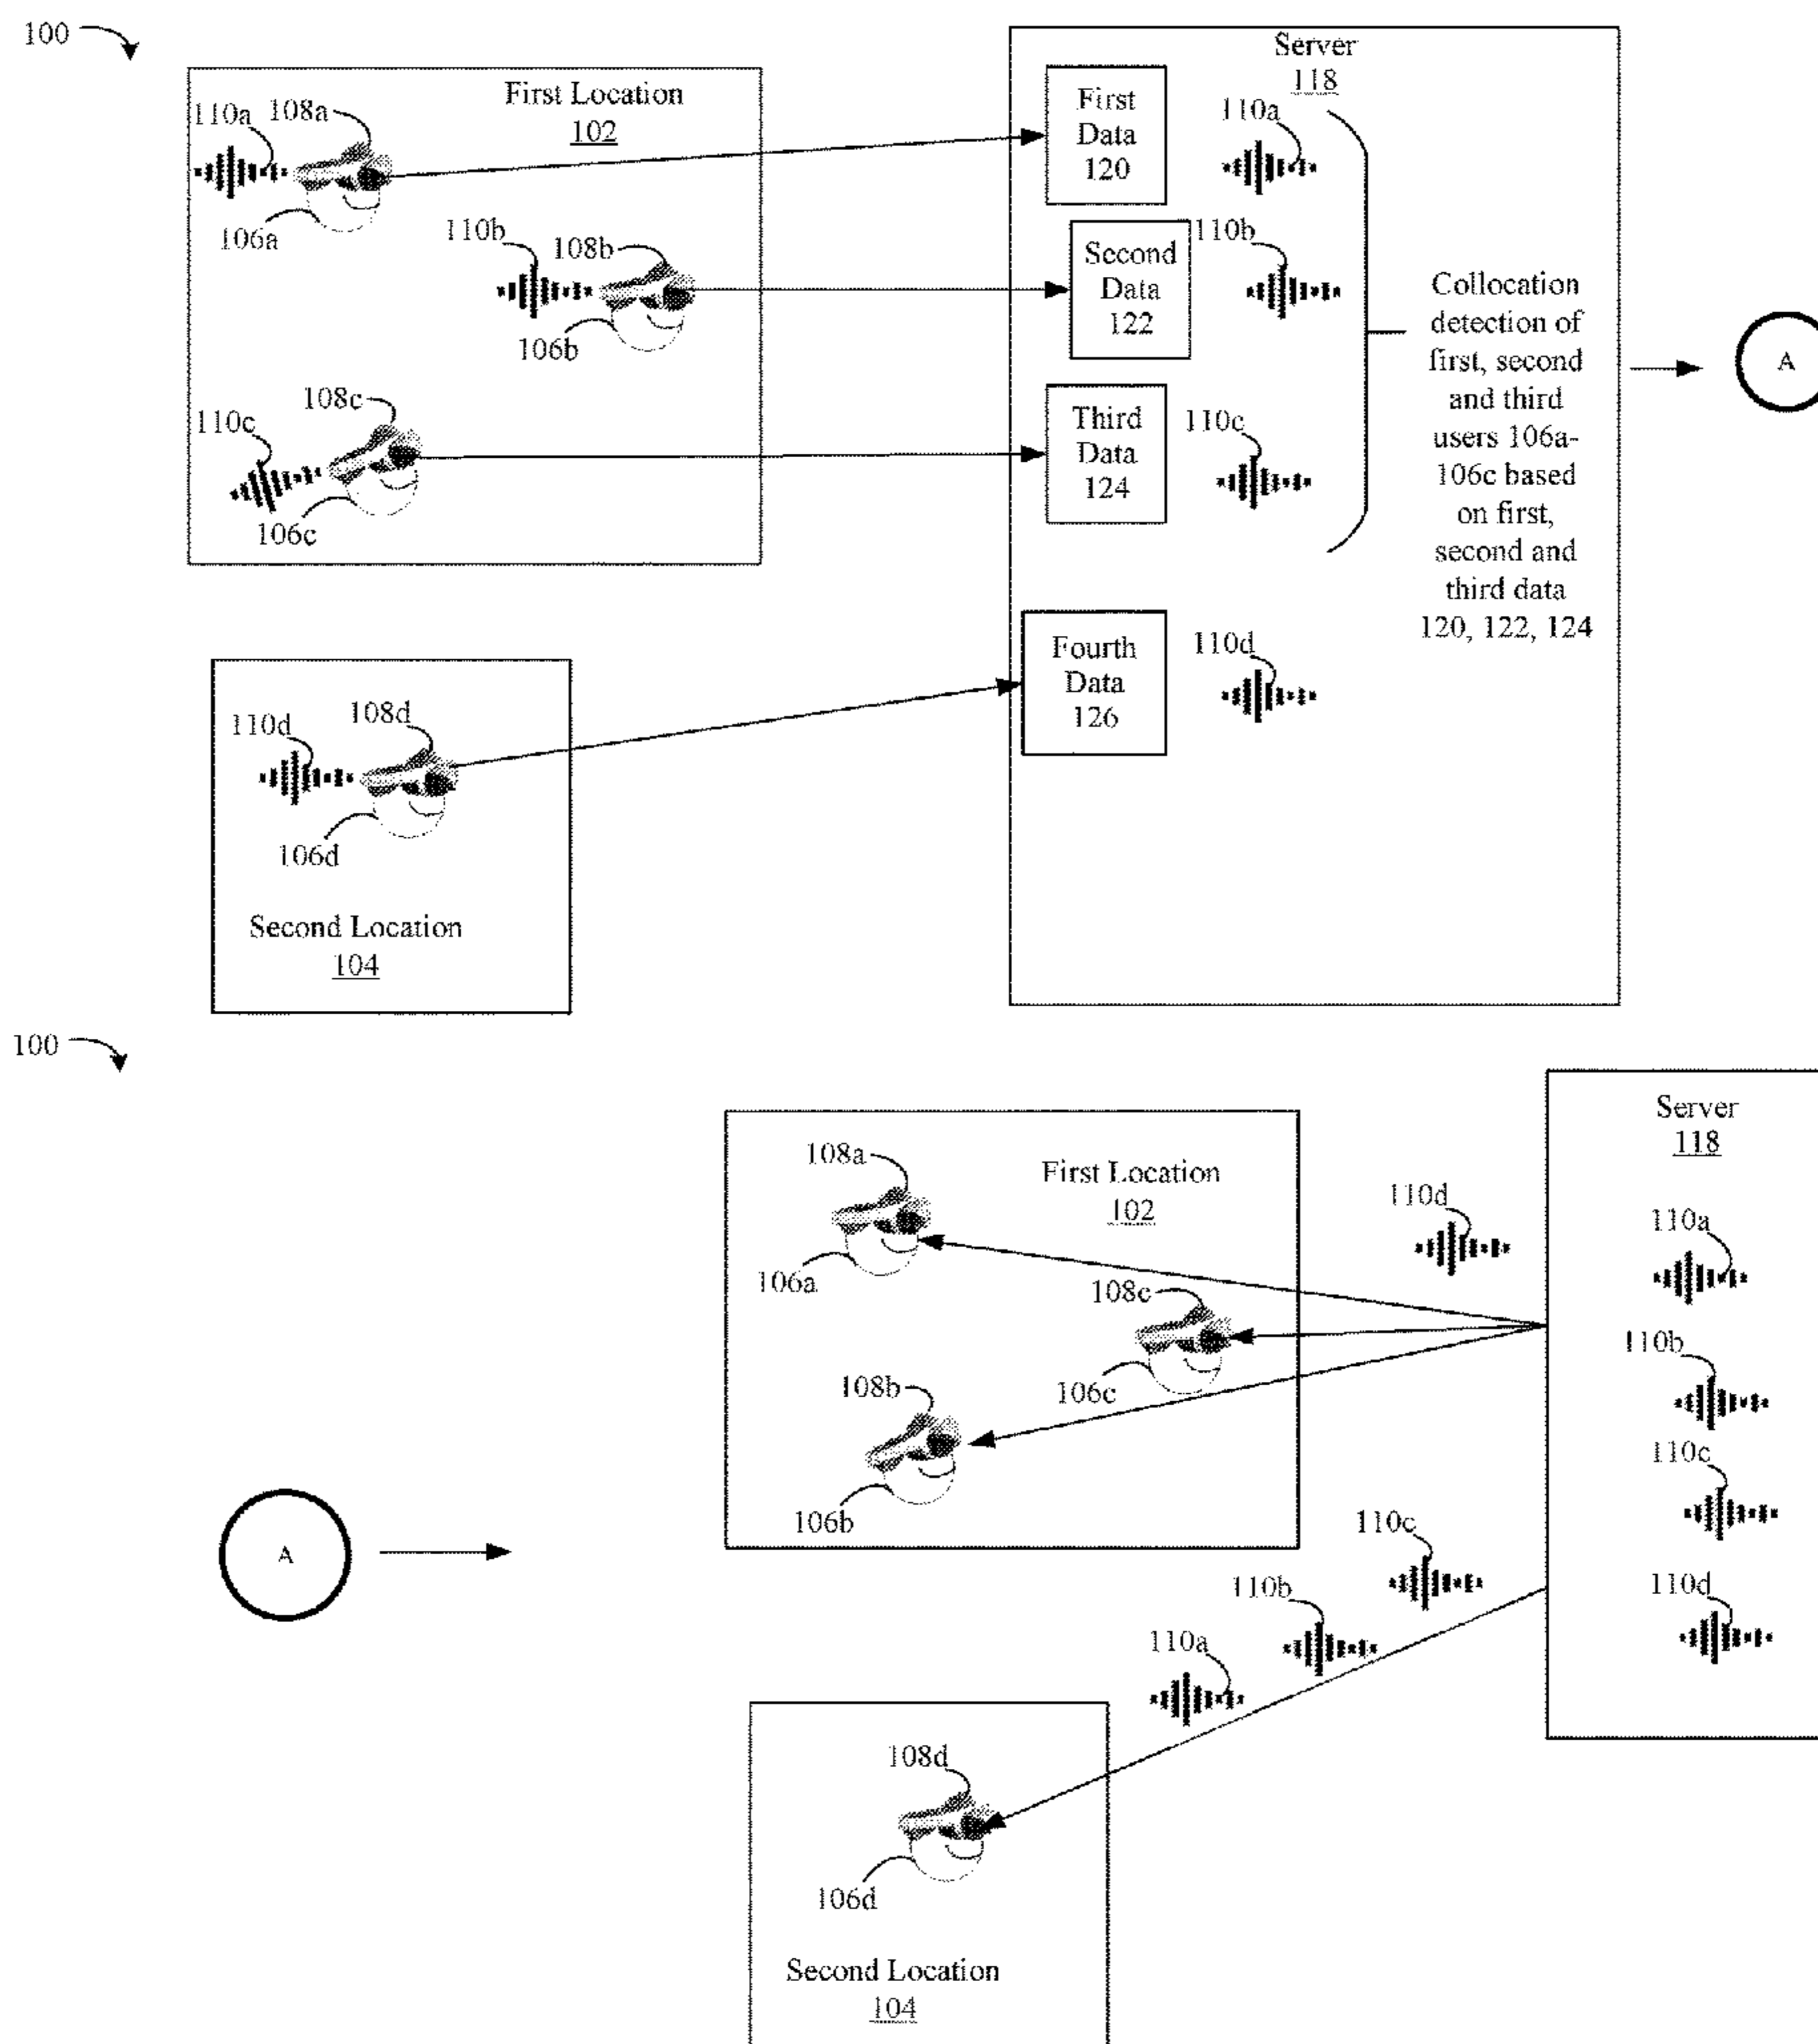 100
First Location
102
110a
108a
106a
110b
108b
106b
110c
108c
106c
Second Location
104
110d
108d
106d
Server
118
First
Data
120
110a
Second
Data
122
110b
Third
Data
124
110c
Fourth
Data
126
110d
Collocation
detection of
first, second
and third
users 106a-
106c based
on first,
second and
third data
120, 122, 124
A
100
A
First Location
102
108a
106a
108c
106c
108b
106b
110d
Server
118
110a
110b
110c
110d
110c
110b
110a
108d
106d
Second Location
104